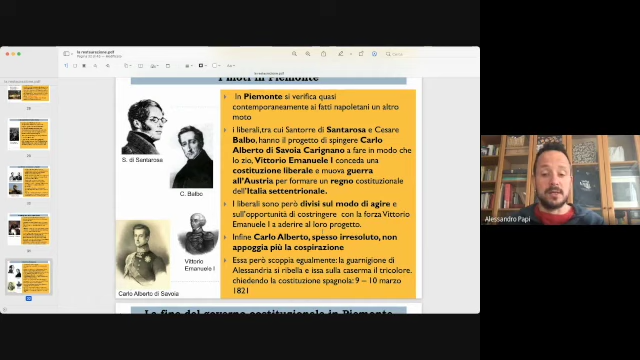 la restaurazione.pdf
la restaurazione.pdf
I moti in Piemonte
In Piemonte si verifica quasi
contemporaneamente ai fatti napoletani un altro
moto
i liberali,tra cui Santorre di Santarosa e Cesare
Balbo, hanno il progetto di spingere Carlo
Alberto di Savoia Carignano a fare in modo che
lo zio, Vittorio Emanuele I conceda una
costituzione liberale e muova guerra
all'Austria per formare un regno costituzionale
dell'Italia settentrionale.
I liberali sono però divisi sul modo di agire e
sull'opportunità di costringere con la forza Vittorio
Emanuele I a aderire al loro progetto.
Infine Carlo Alberto, spesso irresoluto, non
appoggia più la cospirazione
Essa però scoppia egualmente: la guarnigione di
Alessandria si ribella e issa sulla caserma il tricolore.
chiedendo la costituzione spagnola: 9 – 10 marzo
1821
S. di Santarosa
C. Balbo
Vittorio
Emanuele I
Carlo Alberto di Savoia
La fine del governo costituzionale in Piemonte
Alessandro Papi